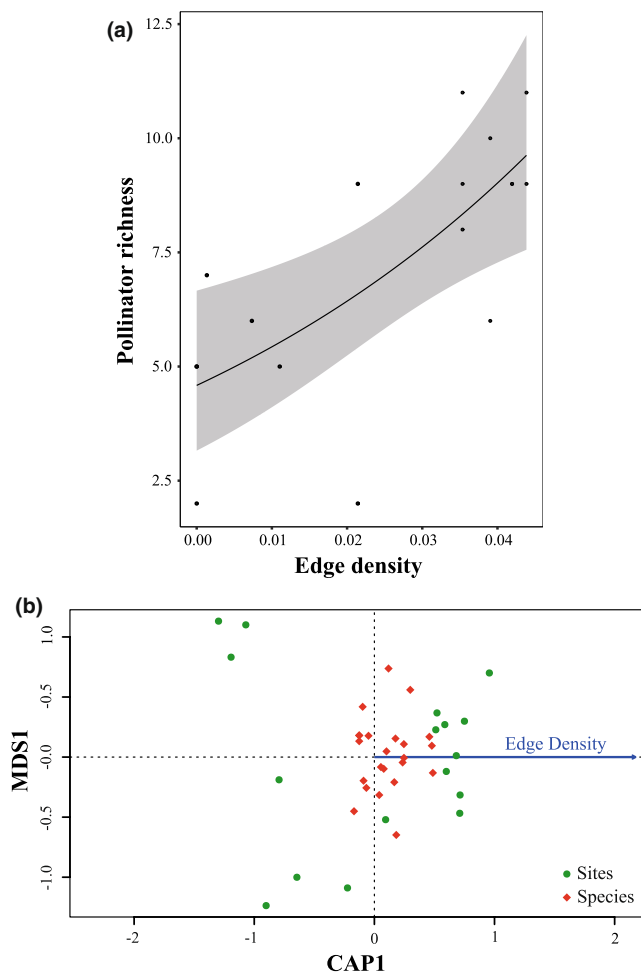 (a)
12.5
10.0
7.5
5.0
2.5
Pollinator richness
0.00 0.01 0.02 0.03 0.04
Edge density
(b)
1.0
-0.5
-0.0
-0.5
-1.0
MDS1
Edge Density
Sites
Species
-2 -1 0 1 2
CAP1